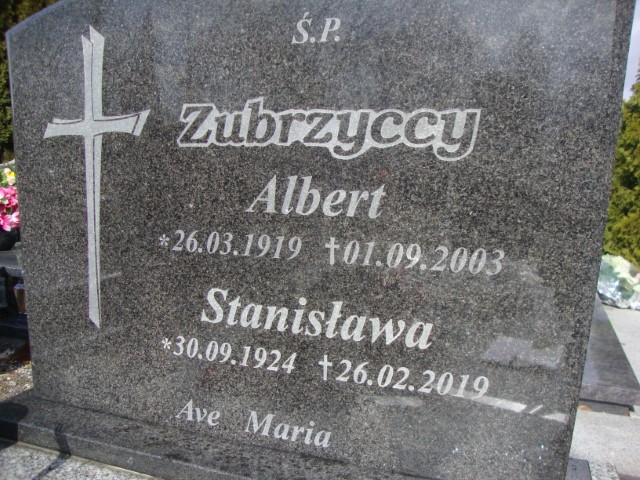 Ś.P.
Zubrzyccy
Albert
*26.03.1919 †01.09.2003
Stanisława
*30.09.1924 †26.02.2019
Ave Maria